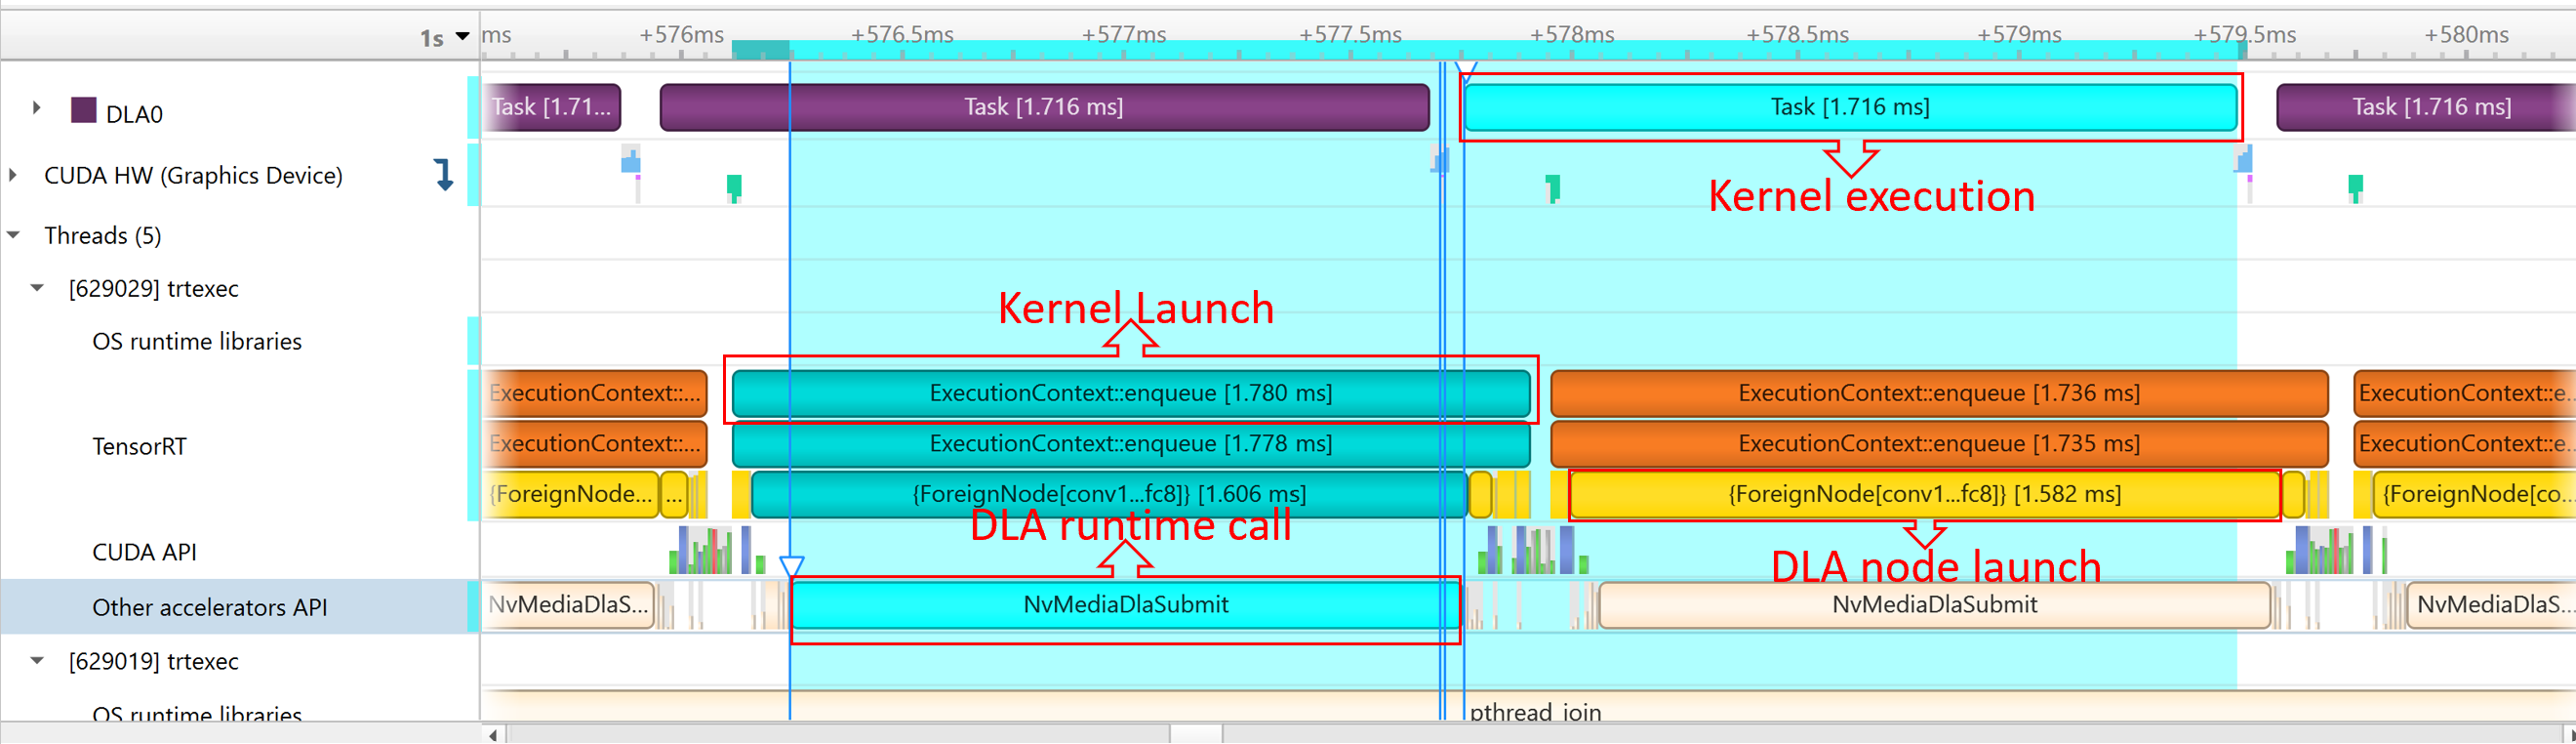 1s ms +576ms +576.5ms +577ms +577.5ms +578ms +578.5ms +579ms +579.5ms +580ms
DLA0 Task [1.71... Task [1.716 ms] Task [1.716 ms] Task [1.716 ms]
CUDA HW (Graphics Device)
Kernel execution
Threads (5)
[629029] trtexec
Kernel Launch
OS runtime libraries
ExecutionContext::... ExecutionContext::enqueue [1.780 ms] ExecutionContext::enqueue [1.736 ms] ExecutionContext::e...
TensorRT ExecutionContext::... ExecutionContext::enqueue [1.778 ms] ExecutionContext::enqueue [1.735 ms] ExecutionContext::e...
{ForeignNode... ... {ForeignNode[conv1...fc8]} [1.606 ms] {ForeignNode[conv1...fc8]} [1.582 ms] {ForeignNode[co...
DLA runtime call
CUDA API
DLA node launch
Other accelerators API NvMediaDlaS... NvMediaDlaSubmit NvMediaDlaSubmit NvMediaDlaS...
[629019] trtexec
OS runtime libraries pthread_join